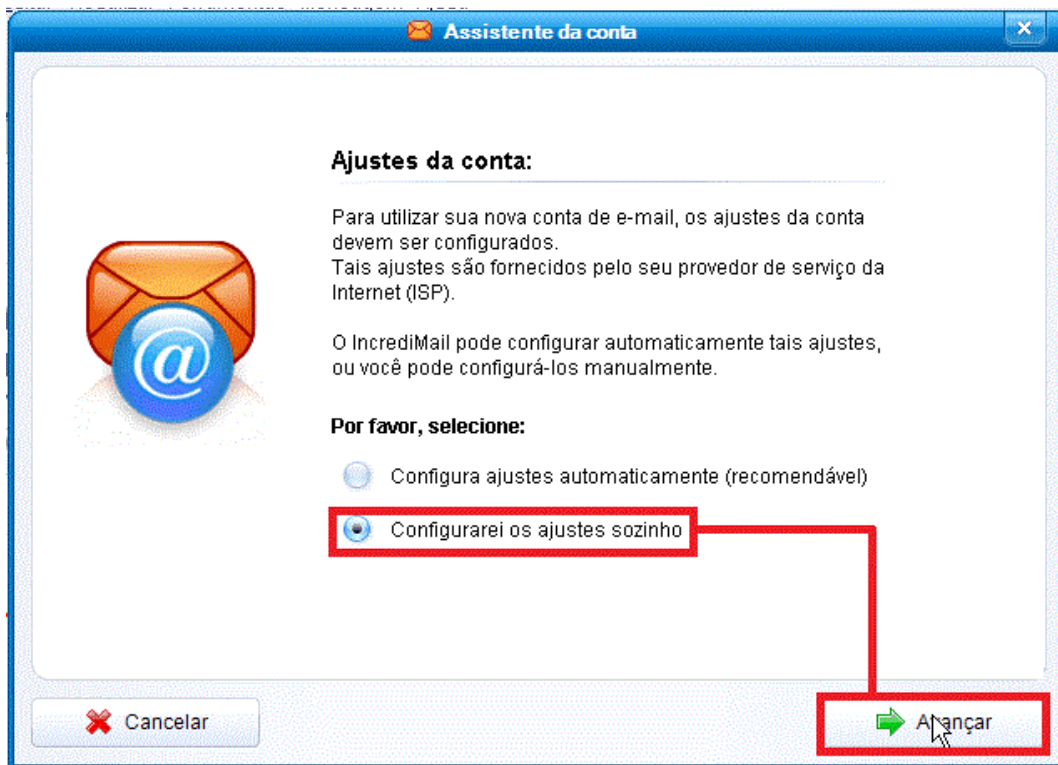 Assistente da conta
Ajustes da conta:
Para utilizar sua nova conta de e-mail, os ajustes da conta
devem ser configurados.
Tais ajustes são fornecidos pelo seu provedor de serviço da
Internet (ISP).
O IncrediMail pode configurar automaticamente tais ajustes,
ou você pode configurá-los manualmente.
Por favor, selecione:
Configura ajustes automaticamente (recomendável)
Configurarei os ajustes sozinho
Cancelar
Avançar